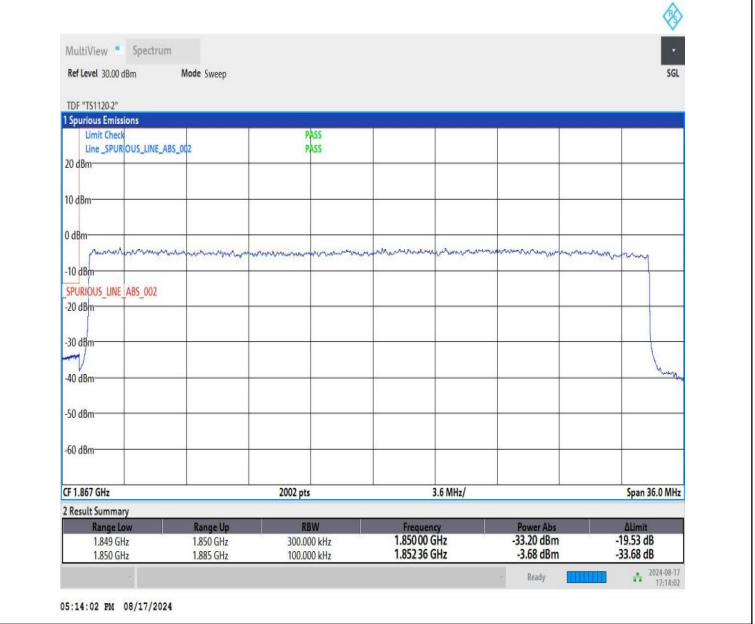 R S
MultiView Spectrum
Ref Level 30.00 dBm Mode Sweep SGL
TDF "TS1120-2"
1 Spurious Emissions
Limit Check PASS
Line _SPURIOUS_LINE_ABS_002 PASS
20 dBm
10 dBm
0 dBm
-10 dBm
_SPURIOUS_LINE_ABS_002
-20 dBm
-30 dBm
-40 dBm
-50 dBm
-60 dBm
CF 1.867 GHz 2002 pts 3.6 MHz/ Span 36.0 MHz
2 Result Summary
Range Low Range Up RBW Frequency Power Abs ΔLimit
1.849 GHz 1.850 GHz 300.000 kHz 1.85000 GHz -33.20 dBm -19.53 dB
1.850 GHz 1.885 GHz 100.000 kHz 1.85236 GHz -3.68 dBm -33.68 dB
Ready 2024-08-17
17:14:02
05:14:02 PM 08/17/2024